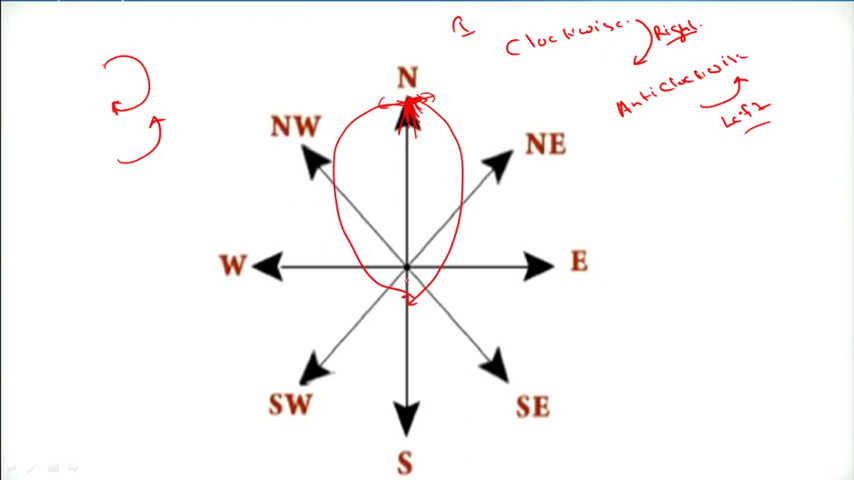 Clockwise
Right
Anticlockwise
Left
N
NW
NE
W
E
SW
SE
S